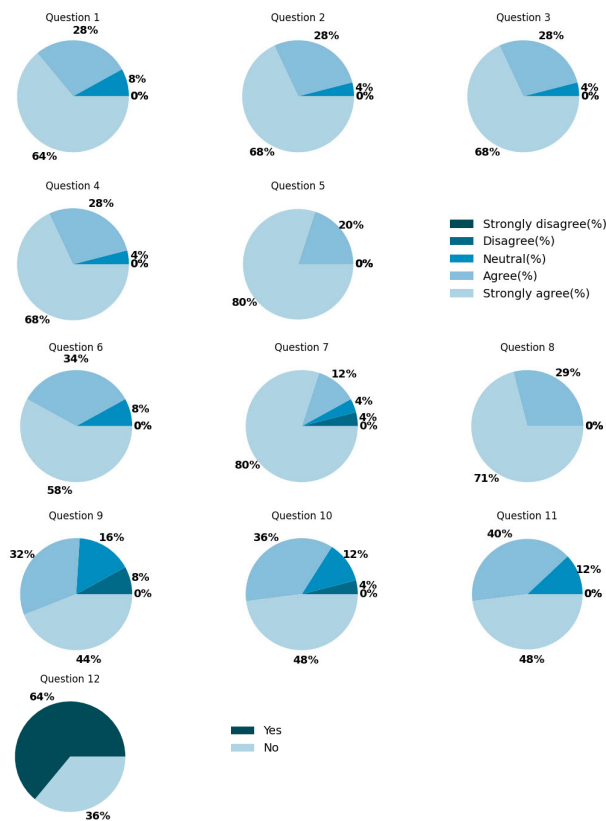 Question 1
28%
8%
0%
64%
Question 2
28%
4%
0%
68%
Question 3
28%
4%
0%
68%
Question 4
28%
4%
0%
68%
Question 5
20%
0%
80%
Strongly disagree(%)
Disagree(%)
Neutral(%)
Agree(%)
Strongly agree(%)
Question 6
34%
8%
0%
58%
Question 7
12%
4%
4%
0%
80%
Question 8
29%
0%
71%
Question 9
32%
16%
8%
0%
44%
Question 10
36%
12%
4%
0%
48%
Question 11
40%
12%
0%
48%
Question 12
64%
36%
Yes
No